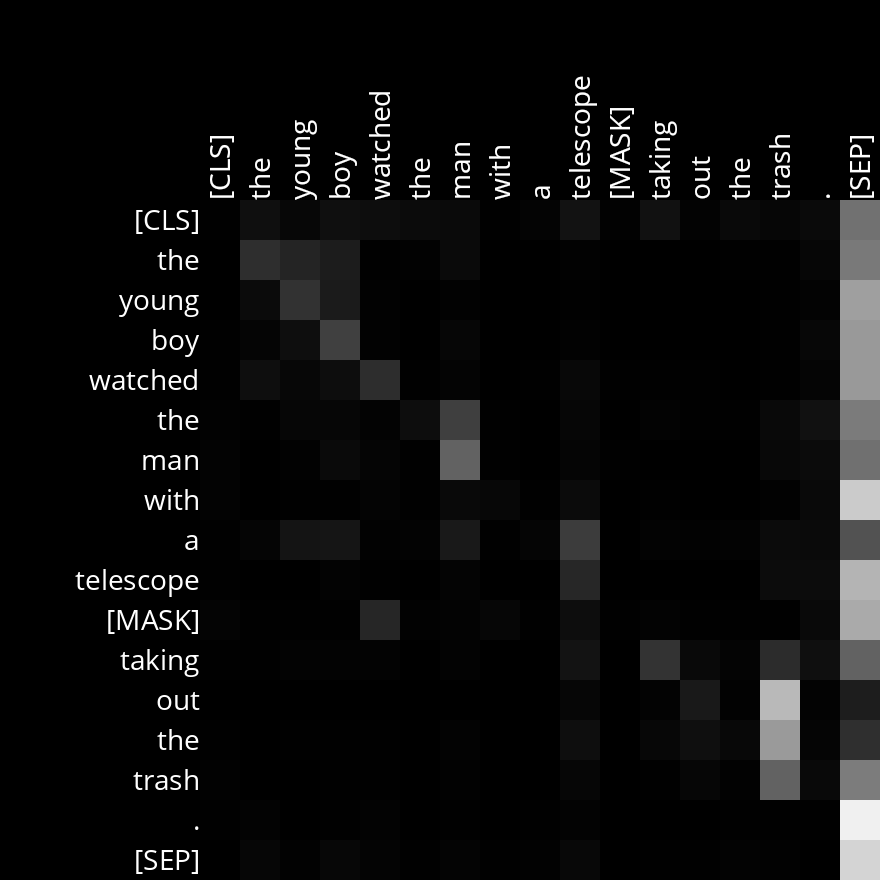 [CLS] the young boy watched the man with a telescope [MASK] taking out the trash . [SEP]
[CLS]
the
young
boy
watched
the
man
with
a
telescope
[MASK]
taking
out
the
trash
.
[SEP]